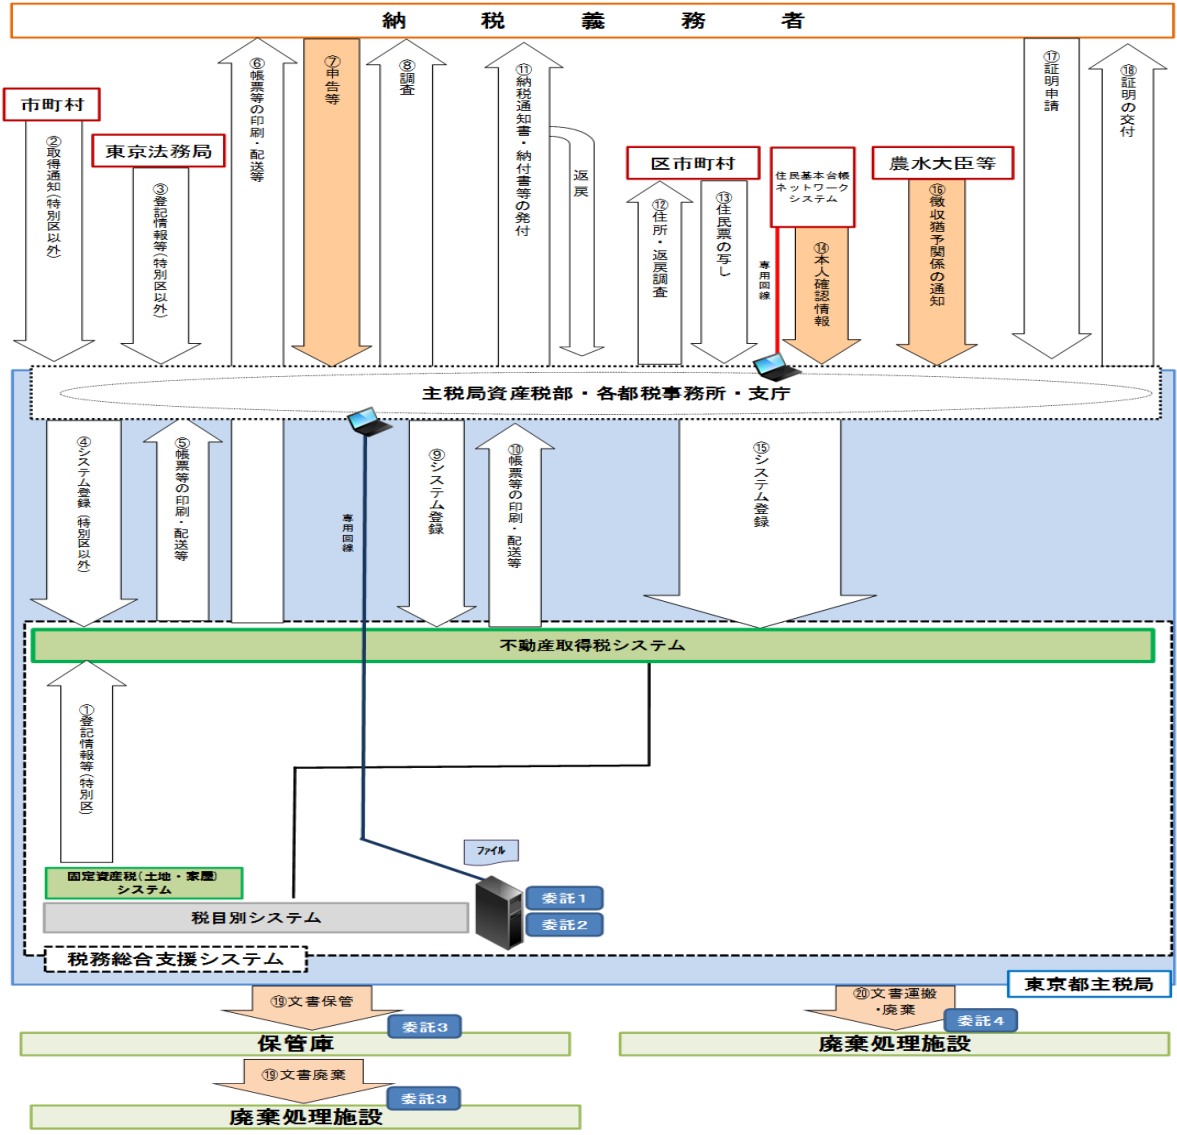 納税義務者
市町村
②取得通知(特別区以外)
東京法務局
③登記情報等(特別区以外)
⑥帳票等の印刷・配送等
⑦申告等
⑧調査
⑪納税通知書・納付書等の発付
返戻
区市町村
⑫住所・返戻調査
⑬住民票の写し
専用回線
住民基本台帳
ネットワーク
システム
⑭本人確認情報
農水大臣等
⑯徴収猶予関係の通知
⑰証明申請
⑱証明の交付
主税局資産税部・各都税事務所・支庁
④システム登録(特別区以外)
⑤帳票等の印刷・配送等
専用回線
⑨システム登録
⑩帳票等の印刷・配送等
⑮システム登録
不動産取得税システム
①登記情報等(特別区)
ファイル
固定資産税(土地・家屋)
システム
税目別システム
委託1
委託2
税務総合支援システム
東京都主税局
⑲文書保管
委託3
保管庫
⑳文書運搬
・廃棄
委託4
廃棄処理施設
⑲文書廃棄
委託3
廃棄処理施設